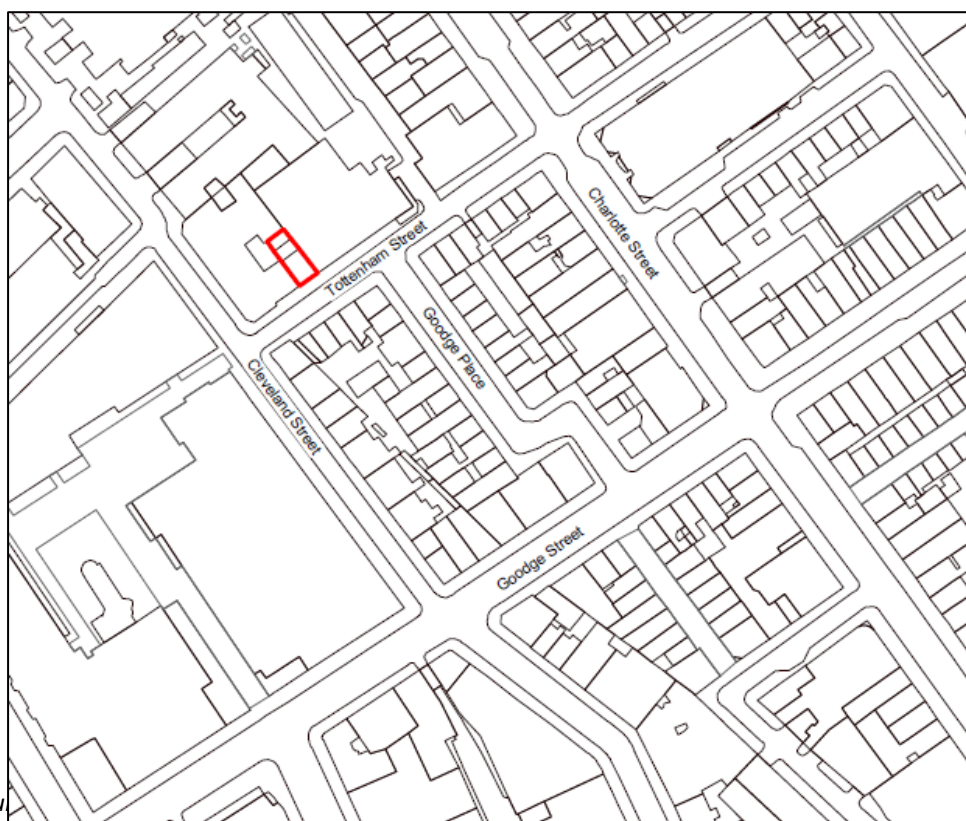 Charlotte Street
Tottenham Street
Goodge Place
Cleveland Street
Goodge Street